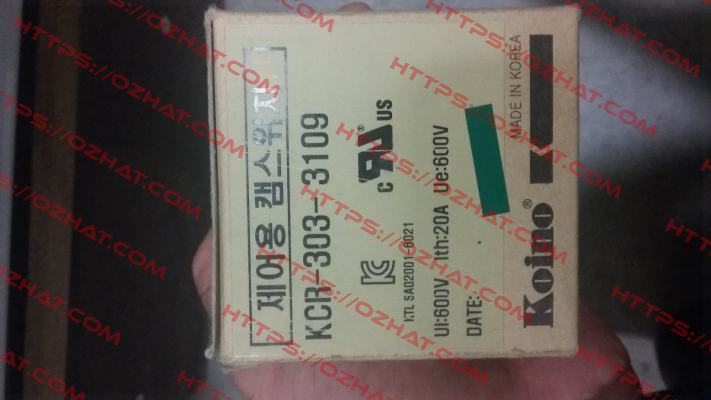 제어용 캠스위치
KCR-303-3109
c us
KTL SA02001-6021
Ui:600V Ith:20A Ue:600V
DATE:
Koino®
MADE IN KOREA
HTTPS://OZHAT.COM